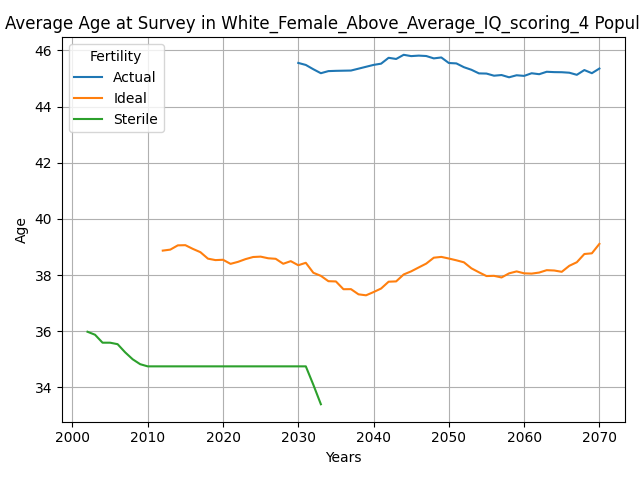 Average Age at Survey in White_Female_Above_Average_IQ_scoring_4 Popul
Fertility
Actual
Ideal
Sterile
Age
46
44
42
40
38
36
34
2000 2010 2020 2030 2040 2050 2060 2070
Years